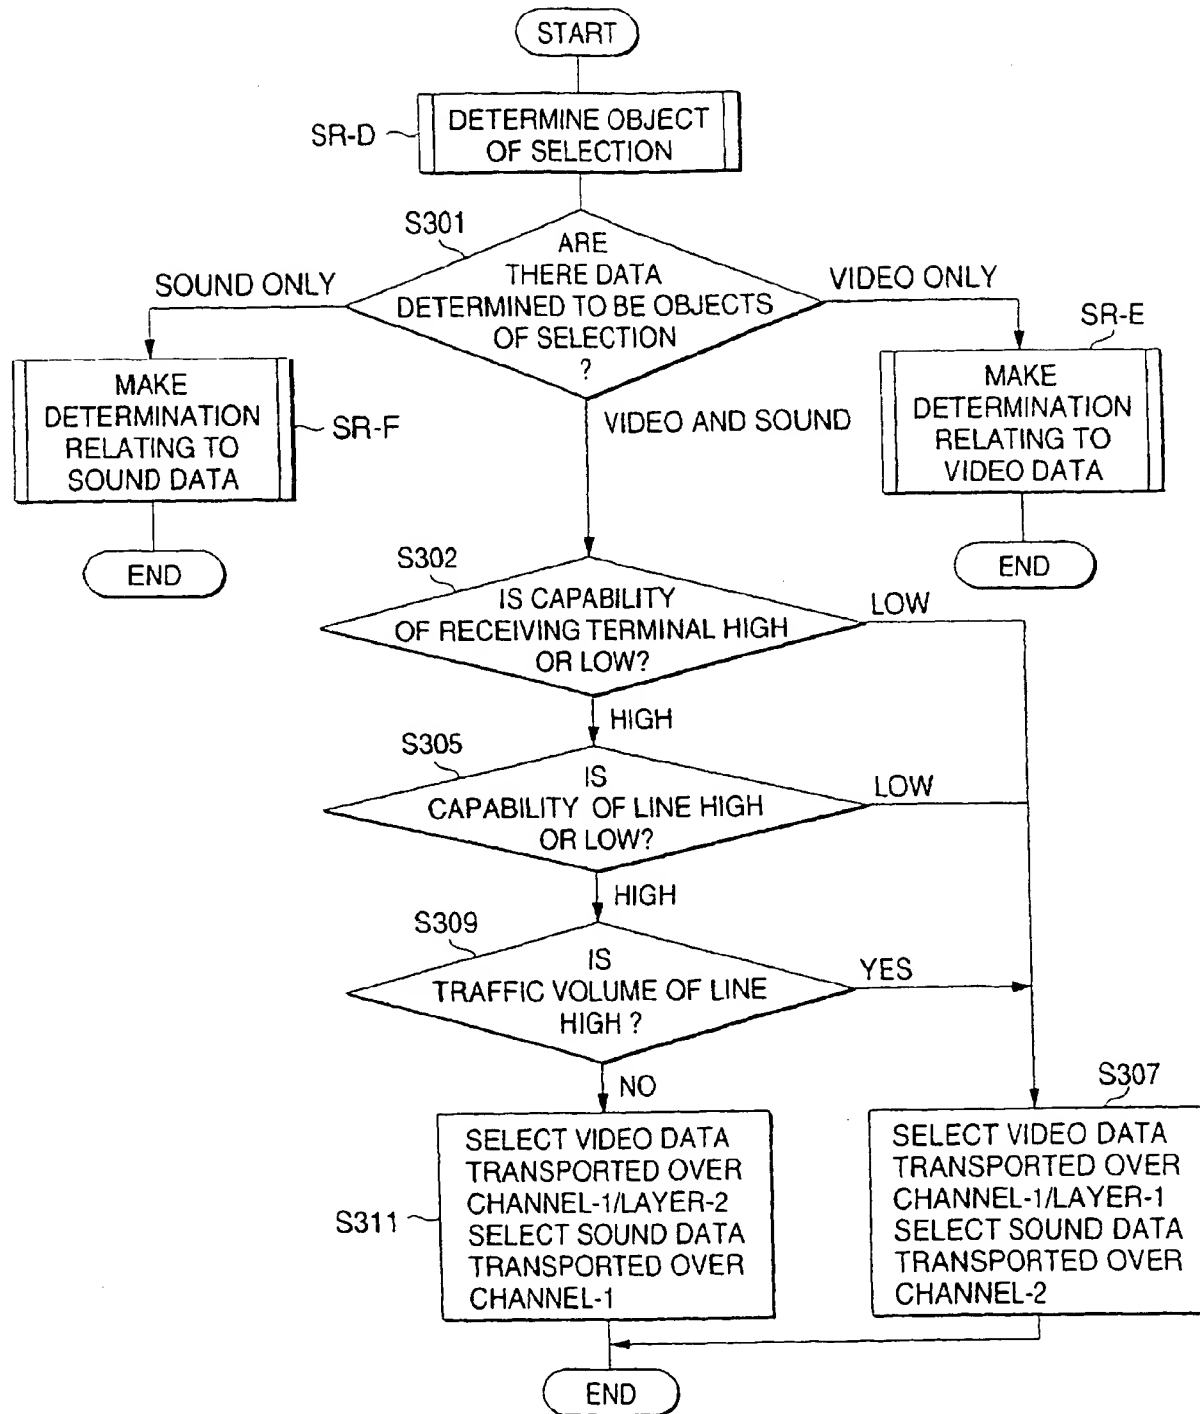 START
SR-D
DETERMINE OBJECT
OF SELECTION
S301
ARE
THERE DATA
DETERMINED TO BE OBJECTS
OF SELECTION
?
SOUND ONLY
VIDEO ONLY
SR-E
MAKE
DETERMINATION
RELATING TO
SOUND DATA
SR-F
VIDEO AND SOUND
MAKE
DETERMINATION
RELATING TO
VIDEO DATA
END
END
S302
IS CAPABILITY
OF RECEIVING TERMINAL HIGH
OR LOW?
LOW
HIGH
S305
IS
CAPABILITY OF LINE HIGH
OR LOW?
LOW
HIGH
S309
IS
TRAFFIC VOLUME OF LINE
HIGH ?
YES
NO
S307
S311
SELECT VIDEO DATA
TRANSPORTED OVER
CHANNEL-1/LAYER-2
SELECT SOUND DATA
TRANSPORTED OVER
CHANNEL-1
SELECT VIDEO DATA
TRANSPORTED OVER
CHANNEL-1/LAYER-1
SELECT SOUND DATA
TRANSPORTED OVER
CHANNEL-2
END